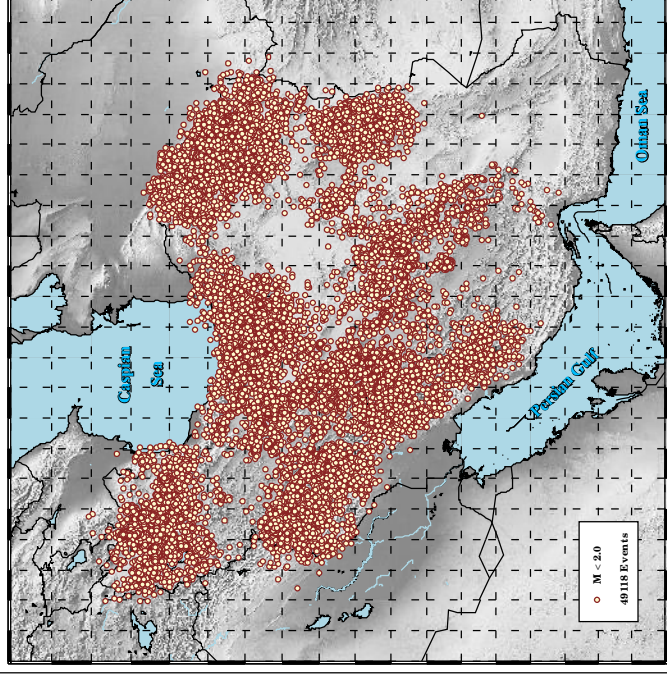 Caspian
Sea
Oman Sea
Persian Gulf
M < 2.0
49118 Events